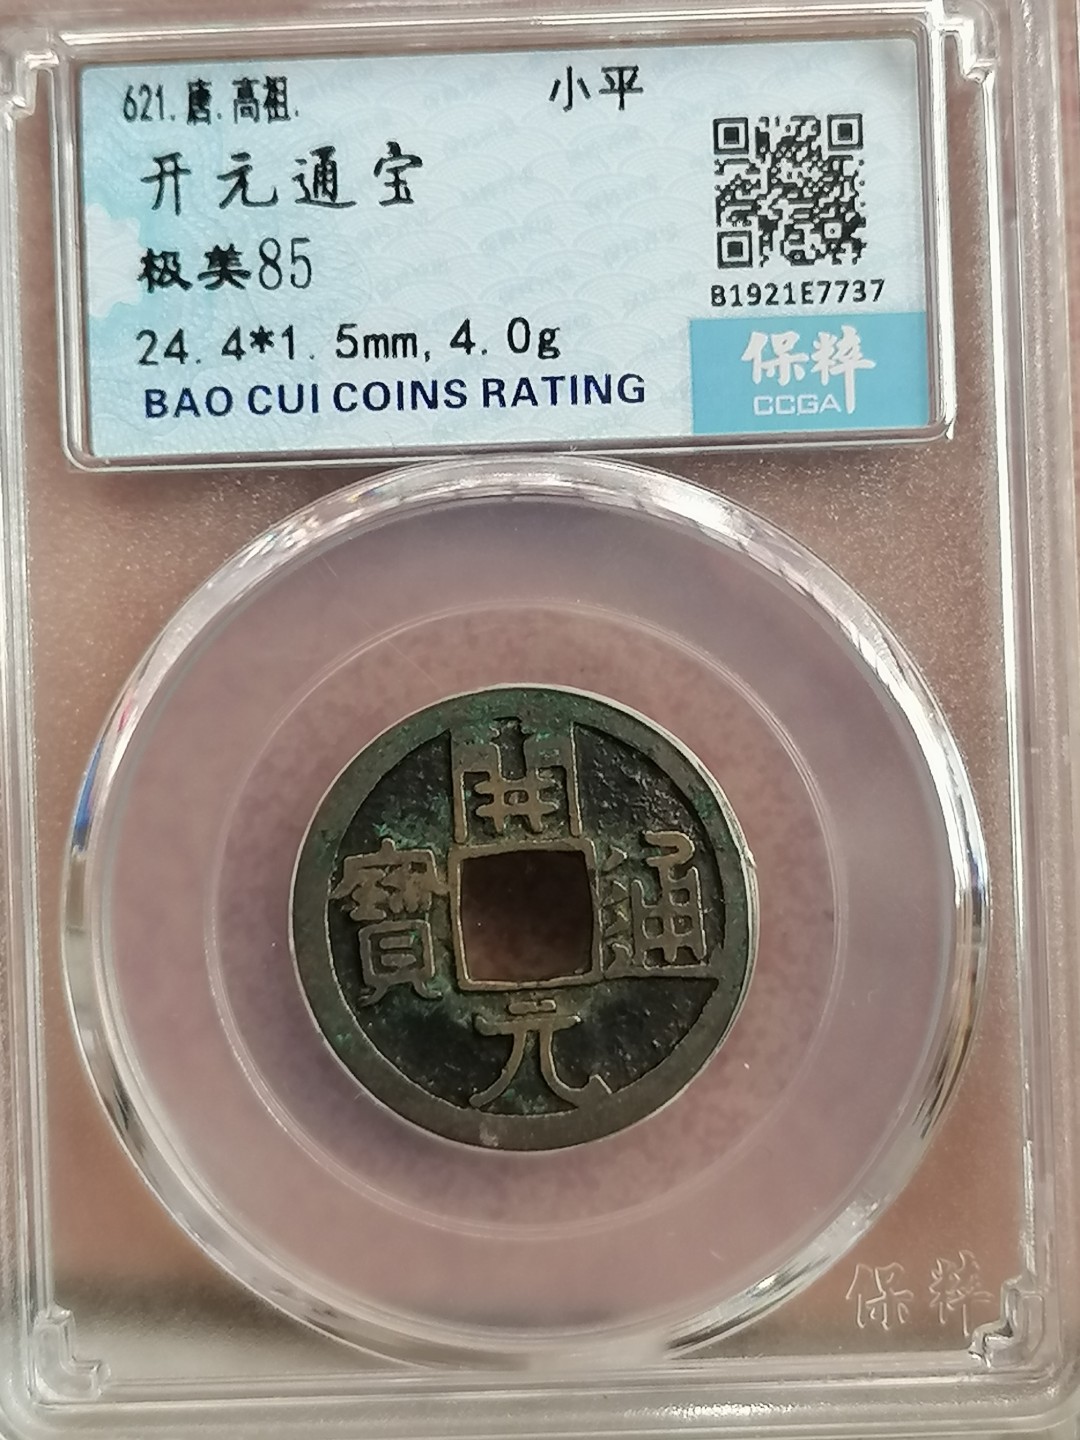 621.唐.高祖. 小平
开元通宝
极美85
24.4*1.5mm,4.0g
BAO CUI COINS RATING
B1921E7737
保粹
CCGA
開
元
通
寶
保粹